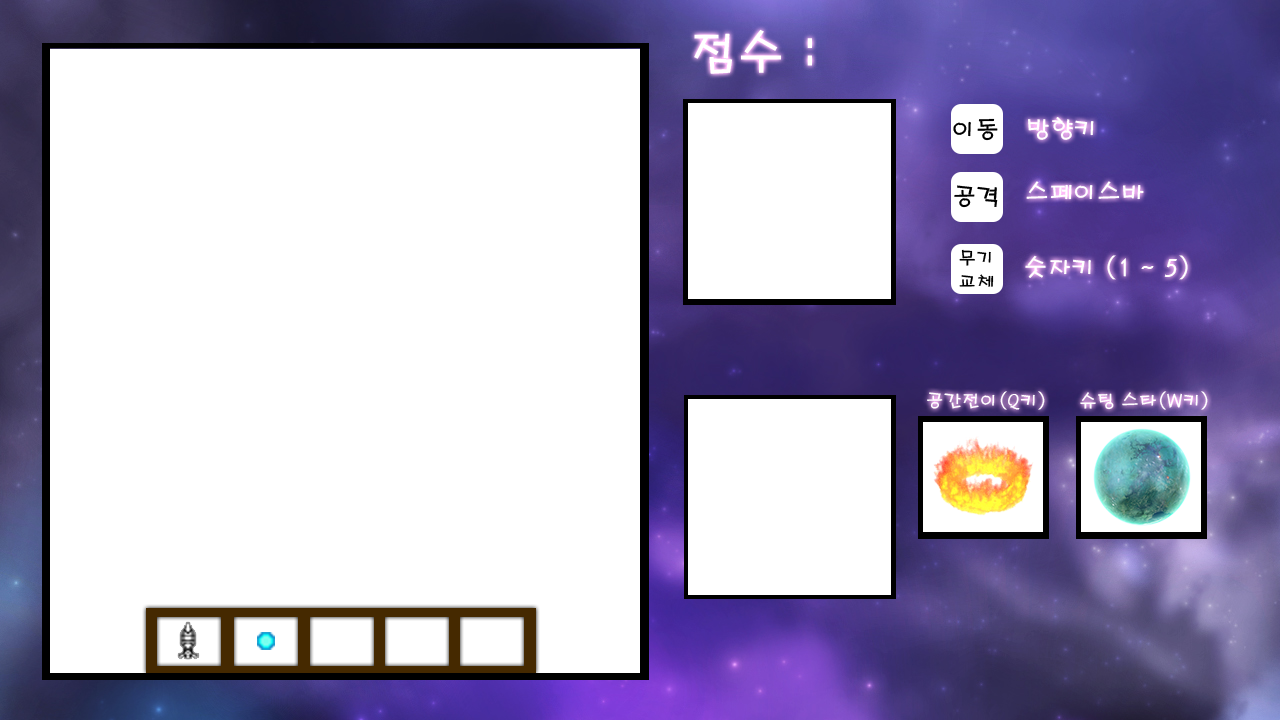 점수 :
이동 방향키
공격 스페이스바
무기
교체
숫자키 (1 ~ 5)
공간전이(Q키) 슈팅 스타(W키)